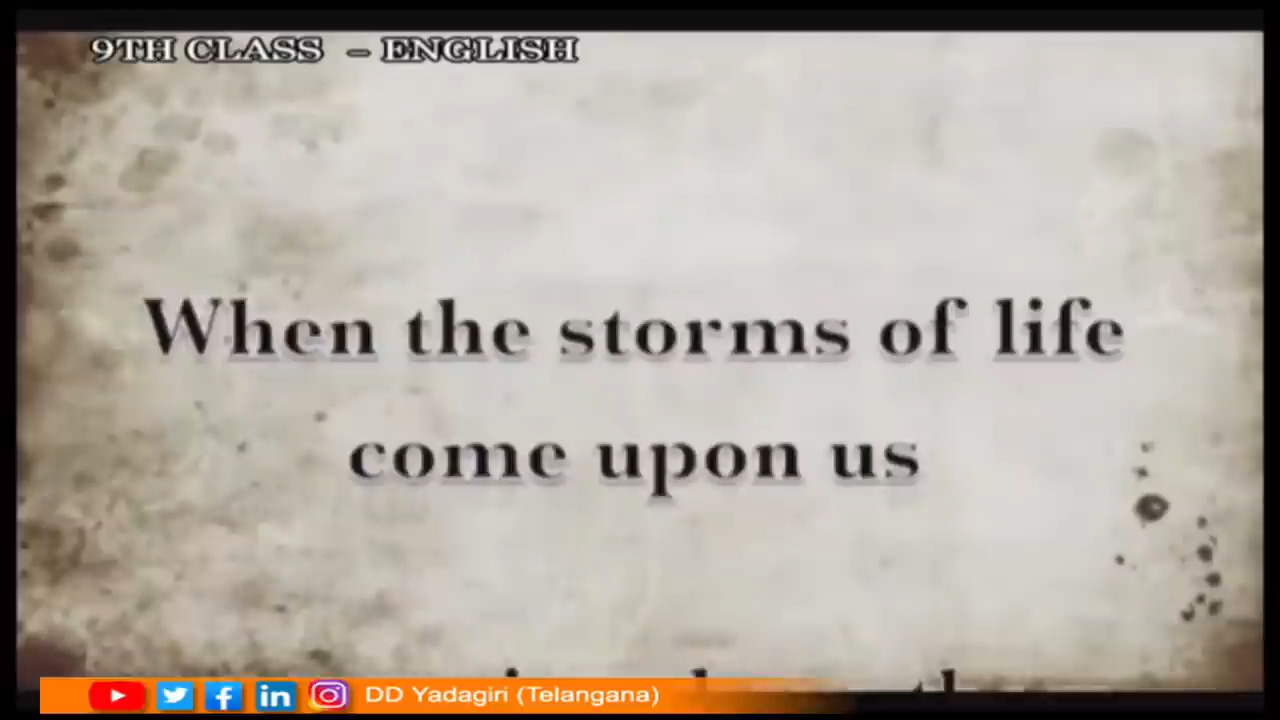 9TH CLASS – ENGLISH
When the storms of life
come upon us
DD Yadagiri (Telangana)